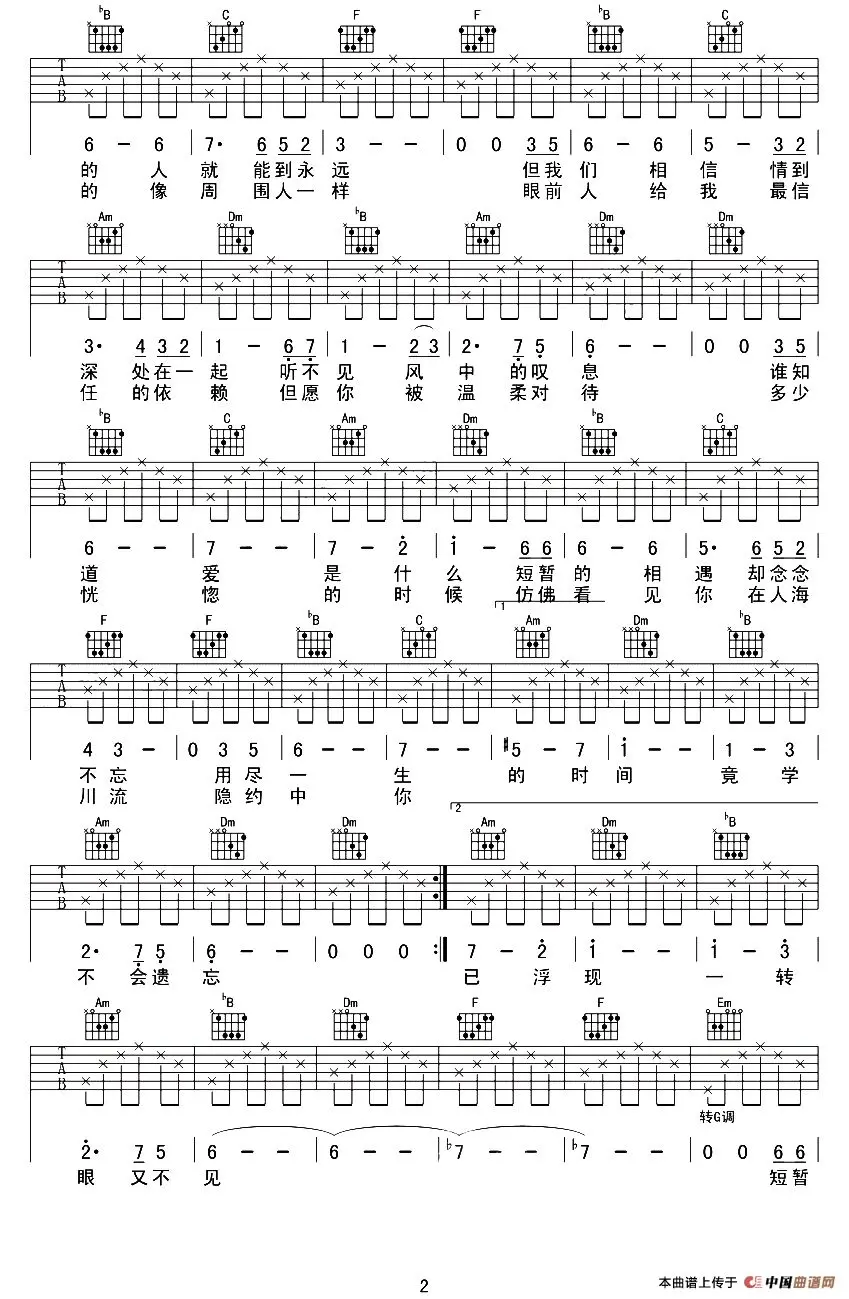 ♭B C F F ♭B C
T A B
6 - 6 | 7· 6 5 2 | 3 - - | 0 0 3 5 | 6 - 6 | 5 - 3 2 |
的 人 就 能 到 永 远 但 我 们 相 信 情 到
的 像 周 围 人 一 样 眼 前 人 给 我 最 信
Am Dm ♭B Am Dm Dm
T A B
3· 4 3 2 | 1 - 6 7 | 1 - 2 3 | 2· 7 5 | 6 - - | 0 0 3 5 |
深 处 在 一 起 听 不 见 风 中 的 叹 息 谁 知
任 的 依 赖 但 愿 你 被 温 柔 对 待 多 少
♭B C Am Dm ♭B C
T A B
6 - - | 7 - - | 7 - 2 | 1 - 6 6 | 6 - 6 | 5· 6 5 2 |
道 爱 是 什 么 短 暂 的 相 遇 却 念 念
恍 惚 的 时 候 仿 佛 看 见 你 在 人 海
1
F F ♭B C Am Dm ♭B
T A B
4 3 - | 0 3 5 | 6 - - | 7 - - | #5 - 7 | 1 - - | 1 - 3 |
不 忘 用 尽 一 生 的 时 间 竟 学
川 流 隐 约 中 你
2
Am Dm Dm Am Dm ♭B
T A B
2· 7 5 | 6 - - | 0 0 0 :| 7 - 2 | 1 - - | 1 - 3 |
不 会 遗 忘 已 浮 现 一 转
Am ♭B Dm F F Em
T A B
转G调
2· 7 5 | 6 - - | 6 - - | ♭7 - - | ♭7 - - | 0 0 6 6 |
眼 又 不 见 短 暂
2
本曲谱上传于 中国曲谱网